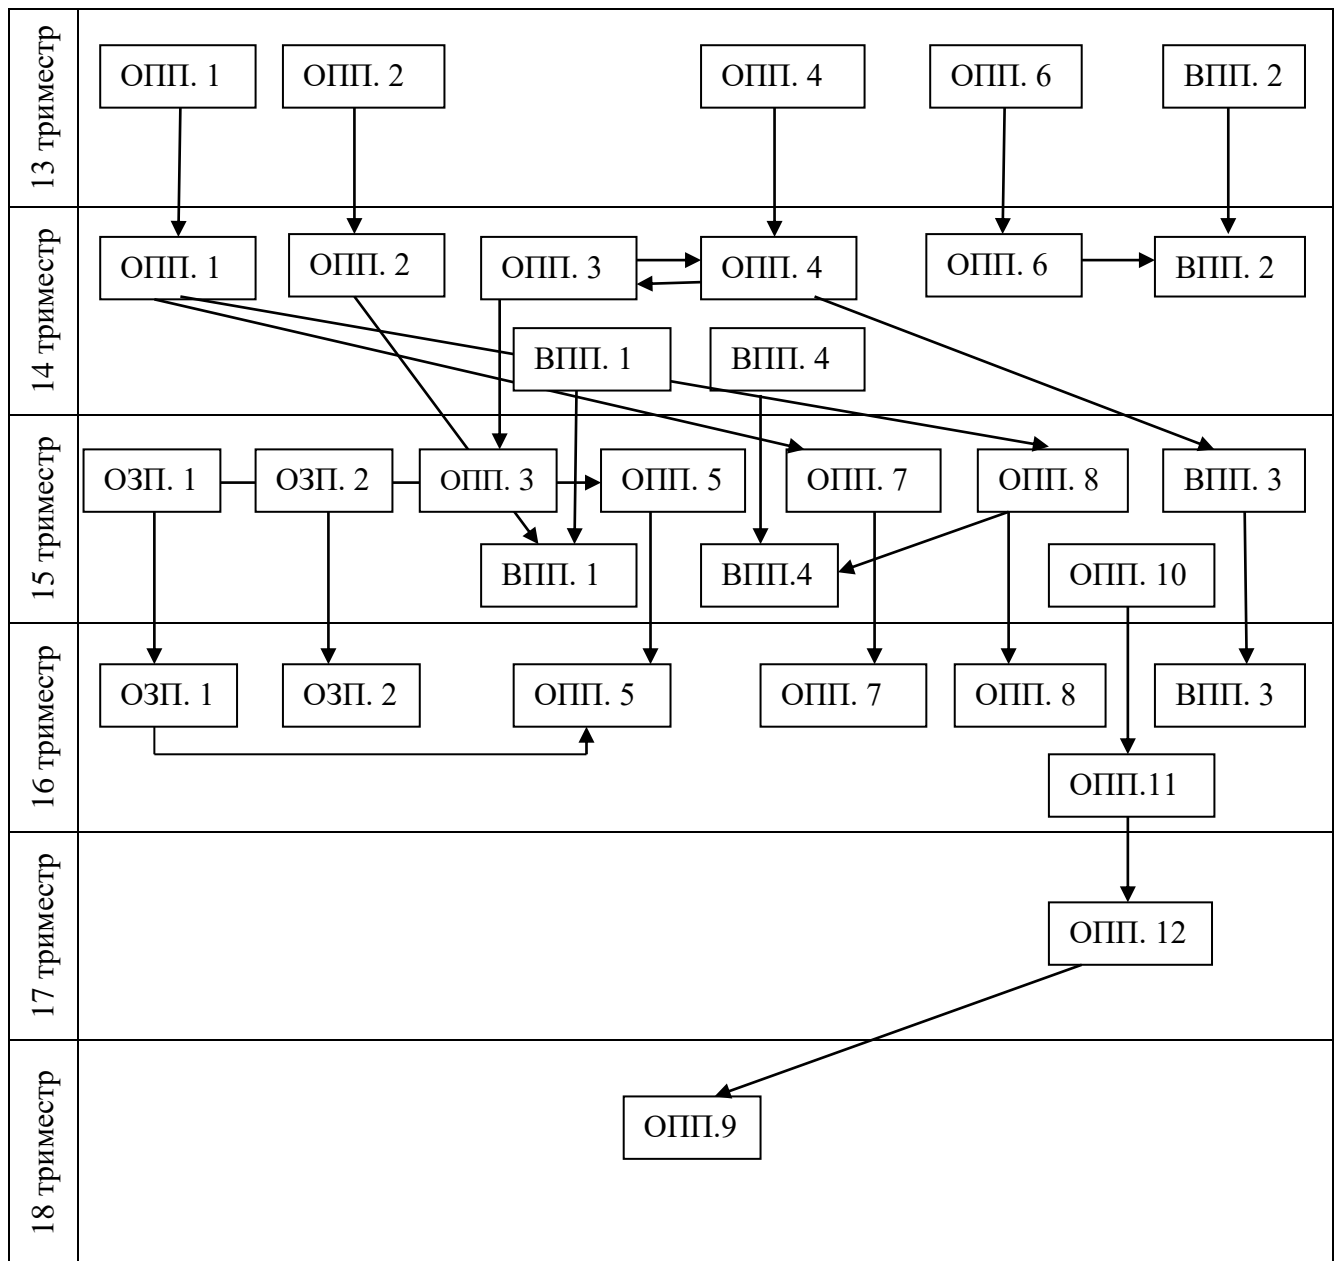 13 триместр
ОПП. 1
ОПП. 2
ОПП. 4
ОПП. 6
ВПП. 2
14 триместр
ОПП. 1
ОПП. 2
ОПП. 3
ОПП. 4
ОПП. 6
ВПП. 2
ВПП. 1
ВПП. 4
15 триместр
ОЗП. 1
ОЗП. 2
ОПП. 3
ОПП. 5
ОПП. 7
ОПП. 8
ВПП. 3
ВПП. 1
ВПП.4
ОПП. 10
16 триместр
ОЗП. 1
ОЗП. 2
ОПП. 5
ОПП. 7
ОПП. 8
ВПП. 3
ОПП.11
17 триместр
ОПП. 12
18 триместр
ОПП.9